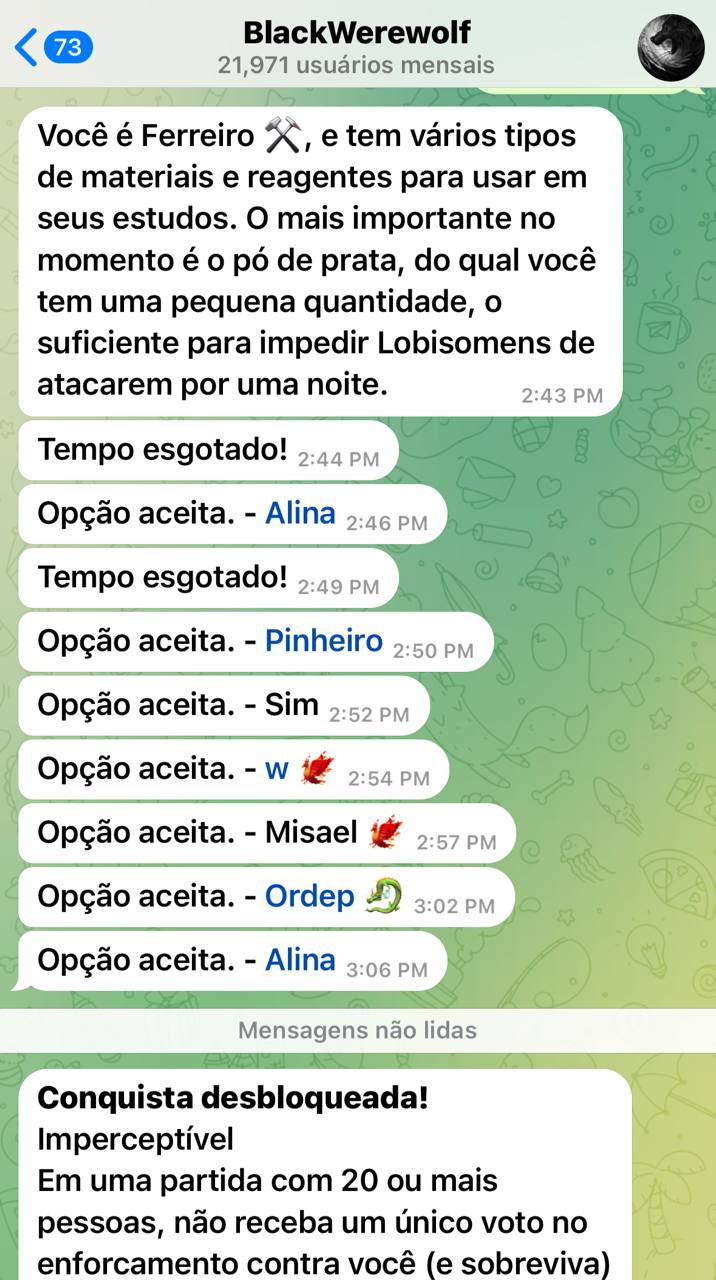 73
BlackWerewolf
21,971 usuários mensais
Você é Ferreiro ⚒, e tem vários tipos
de materiais e reagentes para usar em
seus estudos. O mais importante no
momento é o pó de prata, do qual você
tem uma pequena quantidade, o
suficiente para impedir Lobisomens de
atacarem por uma noite. 2:43 PM
Tempo esgotado! 2:44 PM
Opção aceita. - Alina 2:46 PM
Tempo esgotado! 2:49 PM
Opção aceita. - Pinheiro 2:50 PM
Opção aceita. - Sim 2:52 PM
Opção aceita. - w 🐦‍🔥 2:54 PM
Opção aceita. - Misael 🐦‍🔥 2:57 PM
Opção aceita. - Ordep 🐉 3:02 PM
Opção aceita. - Alina 3:06 PM
Mensagens não lidas
Conquista desbloqueada!
Imperceptível
Em uma partida com 20 ou mais
pessoas, não receba um único voto no
enforcamento contra você (e sobreviva)